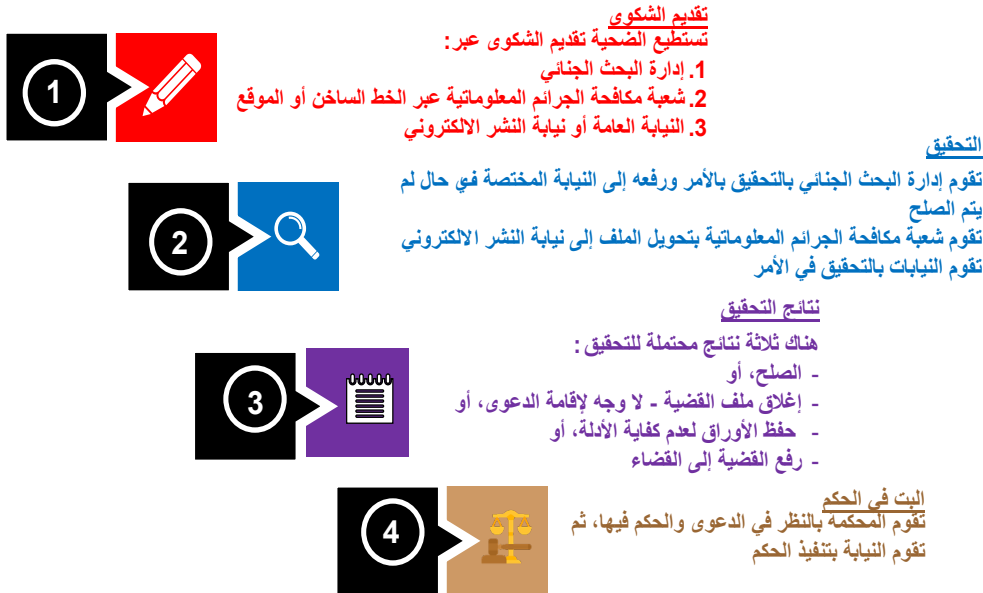 1
تقديم الشكوى
تستطيع الضحية تقديم الشكوى عبر:
1. إدارة البحث الجنائي
2. شعبة مكافحة الجرائم المعلوماتية عبر الخط الساخن أو الموقع
3. النيابة العامة أو نيابة النشر الالكتروني
2
التحقيق
تقوم إدارة البحث الجنائي بالتحقيق بالأمر ورفعه إلى النيابة المختصة في حال لم
يتم الصلح
تقوم شعبة مكافحة الجرائم المعلوماتية بتحويل الملف إلى نيابة النشر الالكتروني
تقوم النيابات بالتحقيق في الأمر
3
نتائج التحقيق
هناك ثلاثة نتائج محتملة للتحقيق:
- الصلح، أو
- إغلاق ملف القضية - لا وجه لإقامة الدعوى، أو
- حفظ الأوراق لعدم كفاية الأدلة، أو
- رفع القضية إلى القضاء
4
البت في الحكم
تقوم المحكمة بالنظر في الدعوى والحكم فيها، ثم
تقوم النيابة بتنفيذ الحكم